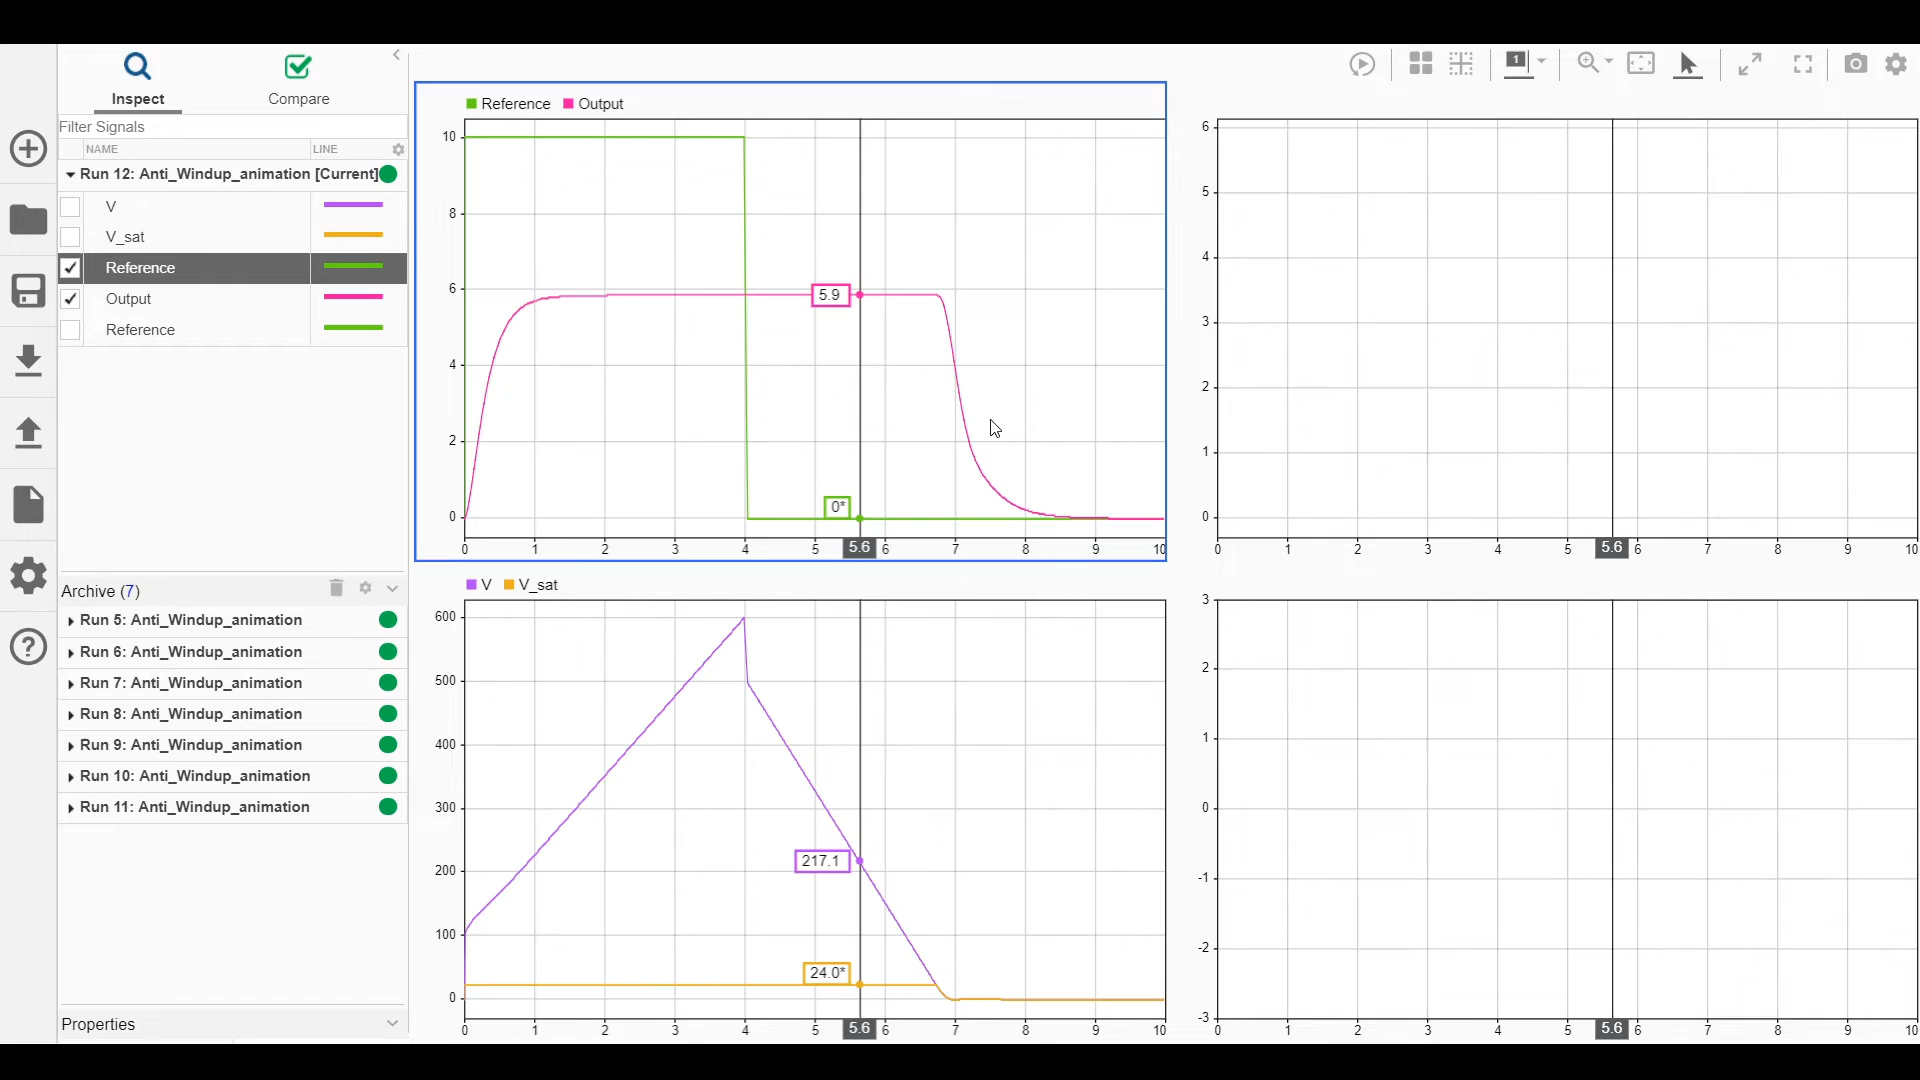 Inspect
Compare
Filter Signals
NAME
LINE
Run 12: Anti_Windup_animation [Current]
V
V_sat
Reference
Output
Reference
Archive (7)
Run 5: Anti_Windup_animation
Run 6: Anti_Windup_animation
Run 7: Anti_Windup_animation
Run 8: Anti_Windup_animation
Run 9: Anti_Windup_animation
Run 10: Anti_Windup_animation
Run 11: Anti_Windup_animation
Properties
1
Reference Output
10
8
6
4
2
0
5.9
0*
0 1 2 3 4 5 5.6 6 7 8 9 10
6
5
4
3
2
1
0
0 1 2 3 4 5 5.6 6 7 8 9 10
V V_sat
600
500
400
300
200
100
0
217.1
24.0*
0 1 2 3 4 5 5.6 6 7 8 9 10
3
2
1
0
-1
-2
-3
0 1 2 3 4 5 5.6 6 7 8 9 10